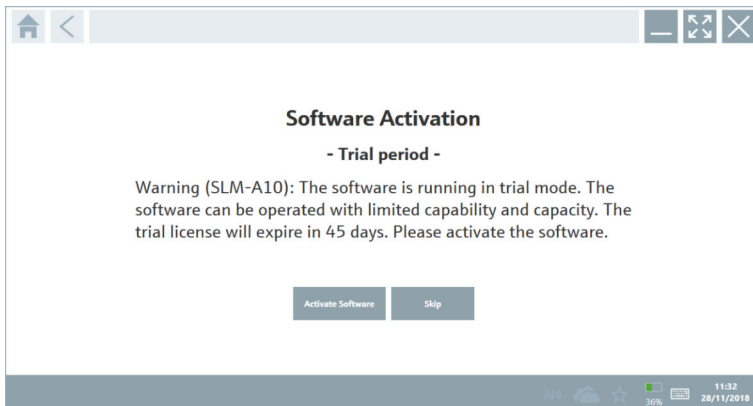 Software Activation
- Trial period -
Warning (SLM-A10): The software is running in trial mode. The
software can be operated with limited capability and capacity. The
trial license will expire in 45 days. Please activate the software.
Activate Software
Skip
11:32
36%
28/11/2018